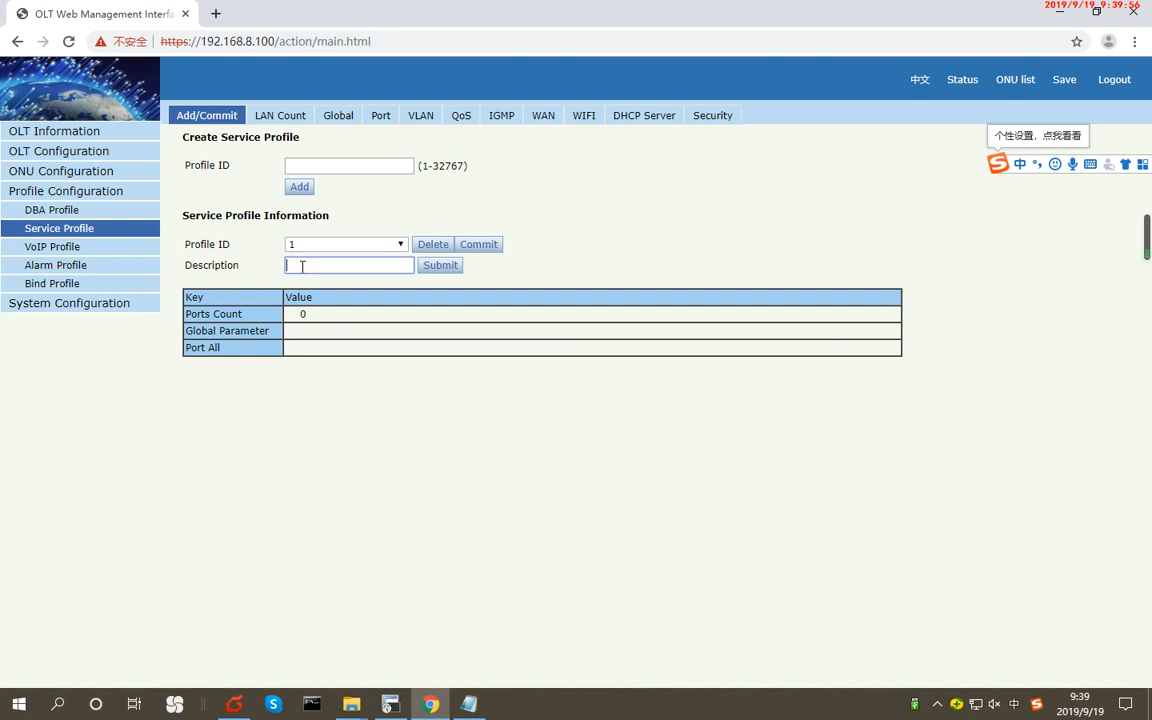 2019/9/19 9:39:56
OLT Web Management Interfa
不安全 https://192.168.8.100/action/main.html
中文 Status ONU list Save Logout
Add/Commit LAN Count Global Port VLAN QoS IGMP WAN WIFI DHCP Server Security
OLT Information
OLT Configuration
ONU Configuration
Profile Configuration
DBA Profile
Service Profile
VoIP Profile
Alarm Profile
Bind Profile
System Configuration
Create Service Profile
Profile ID (1-32767)
Add
Service Profile Information
Profile ID 1 Delete Commit
Description Submit
Key Value
Ports Count 0
Global Parameter
Port All
个性设置，点我看看
中
中
9:39
2019/9/19